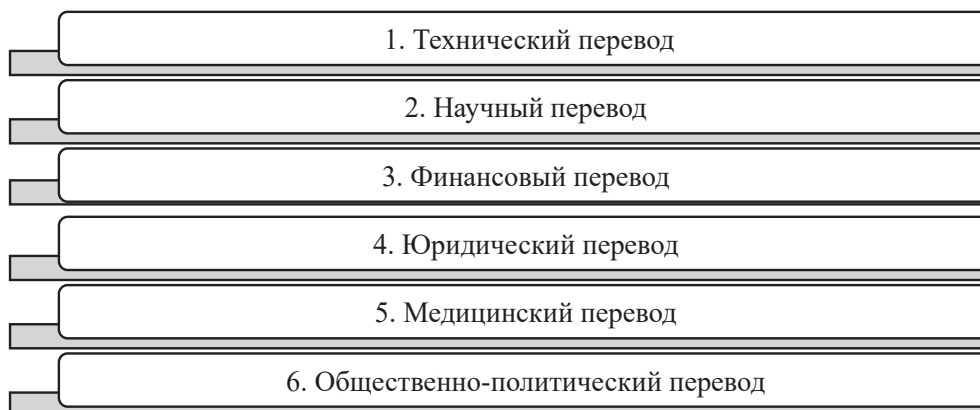 1. Технический перевод
2. Научный перевод
3. Финансовый перевод
4. Юридический перевод
5. Медицинский перевод
6. Общественно-политический перевод